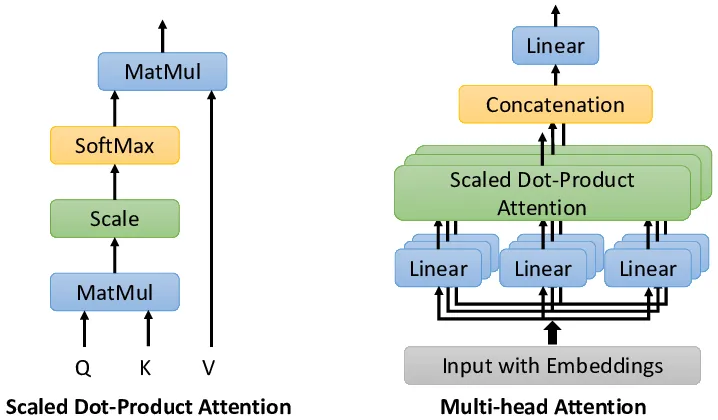 MatMul
SoftMax
Scale
MatMul
Q K V
Scaled Dot-Product Attention
Linear
Concatenation
Scaled Dot-Product
Attention
Linear Linear Linear
Input with Embeddings
Multi-head Attention